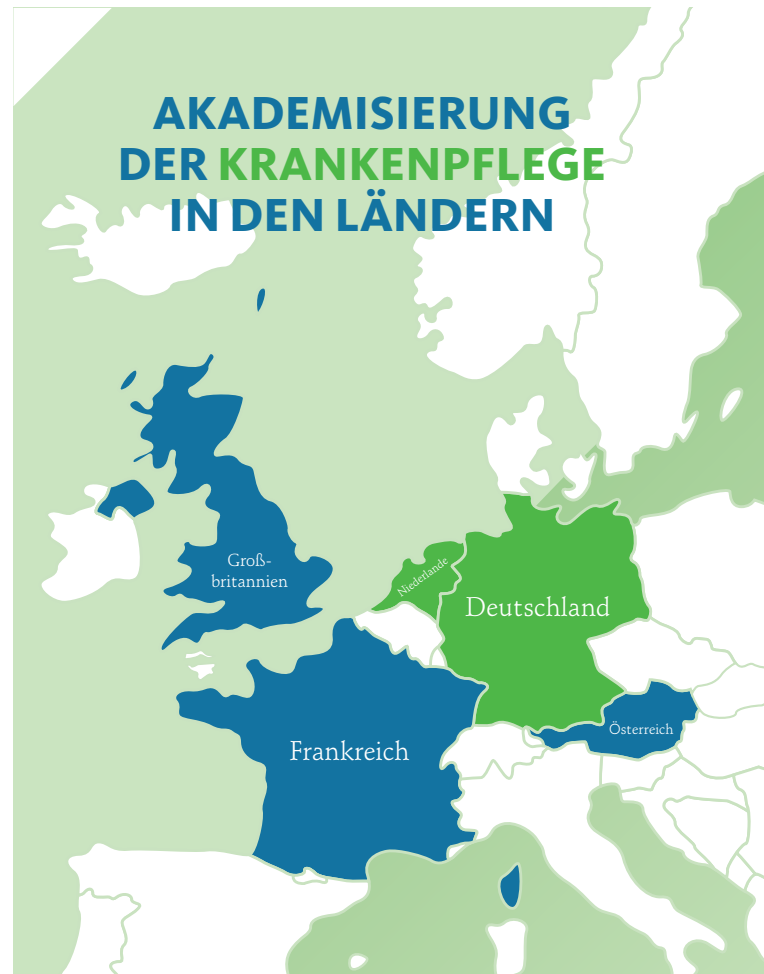 AKADEMISIERUNG
DER KRANKENPFLEGE
IN DEN LÄNDERN
Groß-
britannien
Niederlande
Deutschland
Österreich
Frankreich